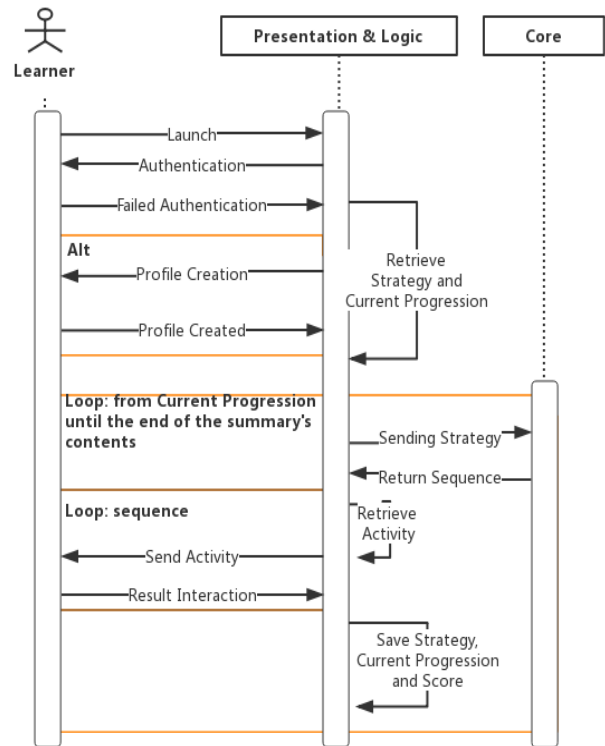 Learner
Presentation & Logic
Core
Launch
Authentication
Failed Authentication
Alt
Profile Creation
Retrieve
Strategy and
Current Progression
Profile Created
Loop: from Current Progression
until the end of the summary's
contents
Sending Strategy
Return Sequence
Loop: sequence
Retrieve
Activity
Send Activity
Result Interaction
Save Strategy,
Current Progression
and Score